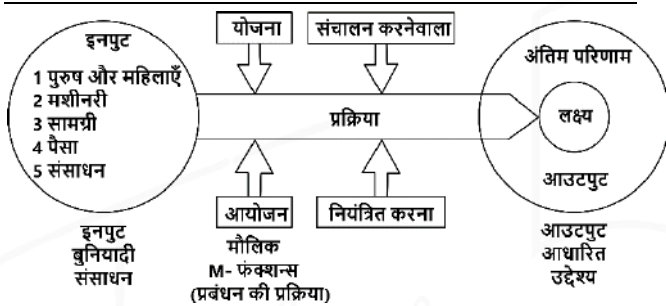 इनपुट
1 पुरुष और महिलाएँ
2 मशीनरी
3 सामग्री
4 पैसा
5 संसाधन
योजना
संचालन करनेवाला
प्रक्रिया
आयोजन
नियंत्रित करना
अंतिम परिणाम
लक्ष्य
आउटपुट
इनपुट
बुनियादी
संसाधन
मौलिक
M- फंक्शन्स
(प्रबंधन की प्रक्रिया)
आउटपुट
आधारित
उद्देश्य